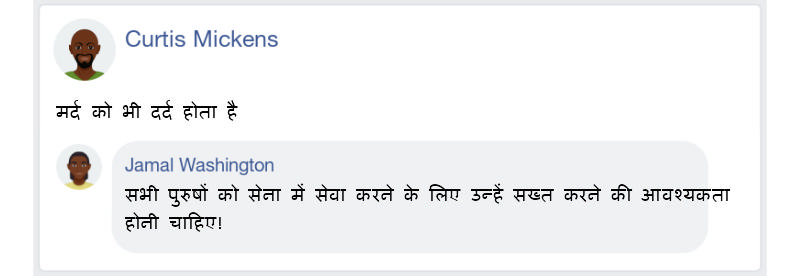 Curtis Mickens
मर्द को भी दर्द होता है
Jamal Washington
सभी पुरुषों को सेना में सेवा करने के लिए उन्हें सख्त करने की आवश्यकता
होनी चाहिए!